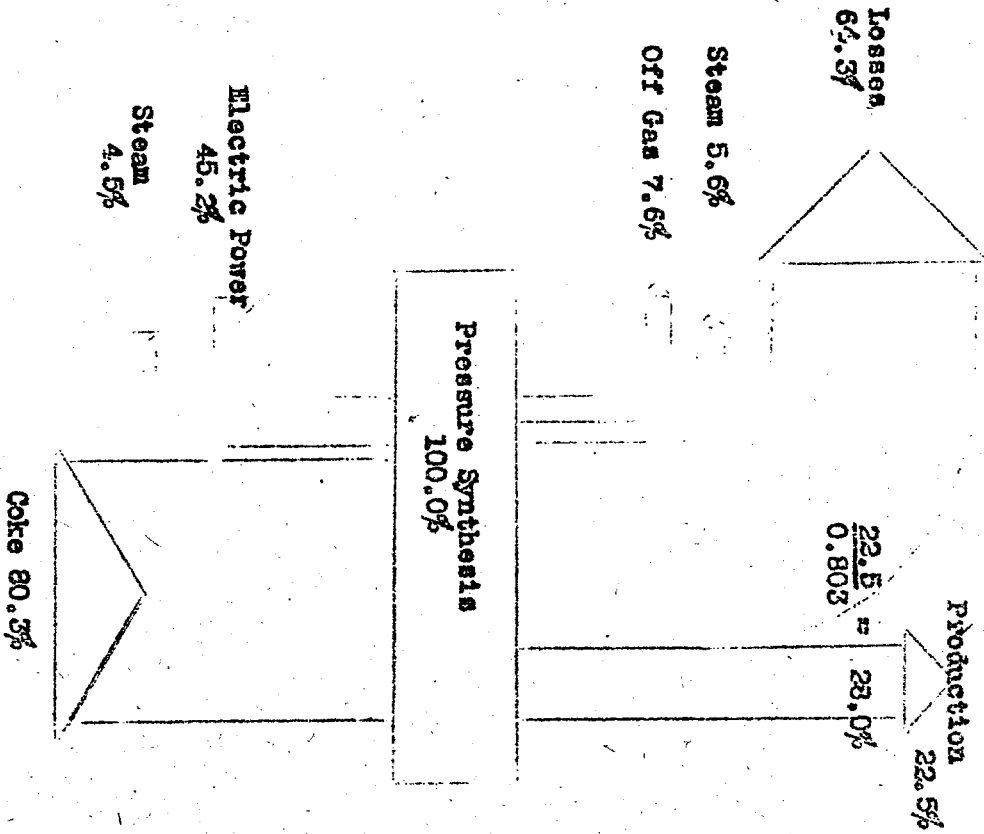 Production
22.5%
Losses
64.3%
22.5
0.803 = 28.0%
Steam 5.6%
Off Gas 7.6%
Pressure Synthesis
100.0%
Electric Power
45.2%
Steam
4.5%
Coke 80.3%